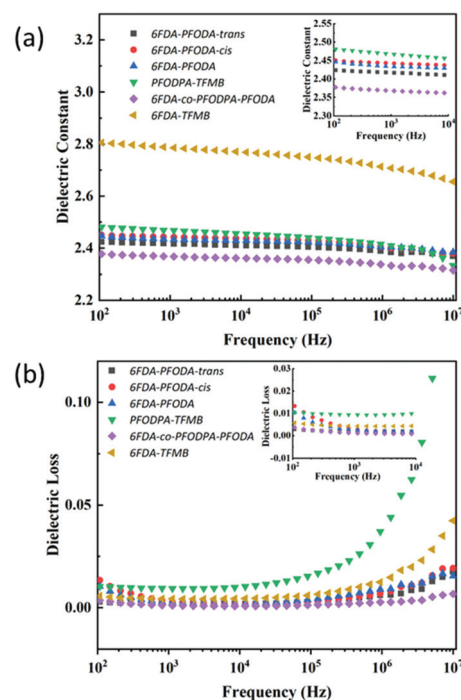 (a)
6FDA-PFODA-trans
6FDA-PFODA-cis
6FDA-PFODA
PFODPA-TFMB
6FDA-co-PFODPA-PFODA
6FDA-TFMB
Dielectric Constant
3.2
3.0
2.8
2.6
2.4
2.2
10² 10³ 10⁴ 10⁵ 10⁶ 10⁷
Frequency (Hz)
Dielectric Constant
2.55
2.50
2.45
2.40
2.35
2.30
10² 10³ 10⁴
Frequency (Hz)
(b)
6FDA-PFODA-trans
6FDA-PFODA-cis
6FDA-PFODA
PFODPA-TFMB
6FDA-co-PFODPA-PFODA
6FDA-TFMB
Dielectric Loss
0.10
0.05
0.00
10² 10³ 10⁴ 10⁵ 10⁶ 10⁷
Frequency (Hz)
Dielectric Loss
0.03
0.02
0.01
0.00
-0.01
10² 10³ 10⁴
Frequency (Hz)